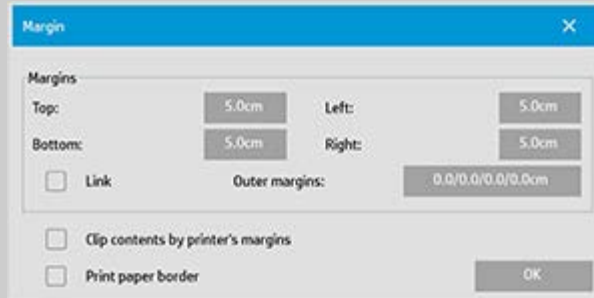 Margin
Margins
Top: 5.0cm Left: 5.0cm
Bottom: 5.0cm Right: 5.0cm
Link Outer margins: 0.0/0.0/0.0/0.0cm
Clip contents by printer's margins
Print paper border OK